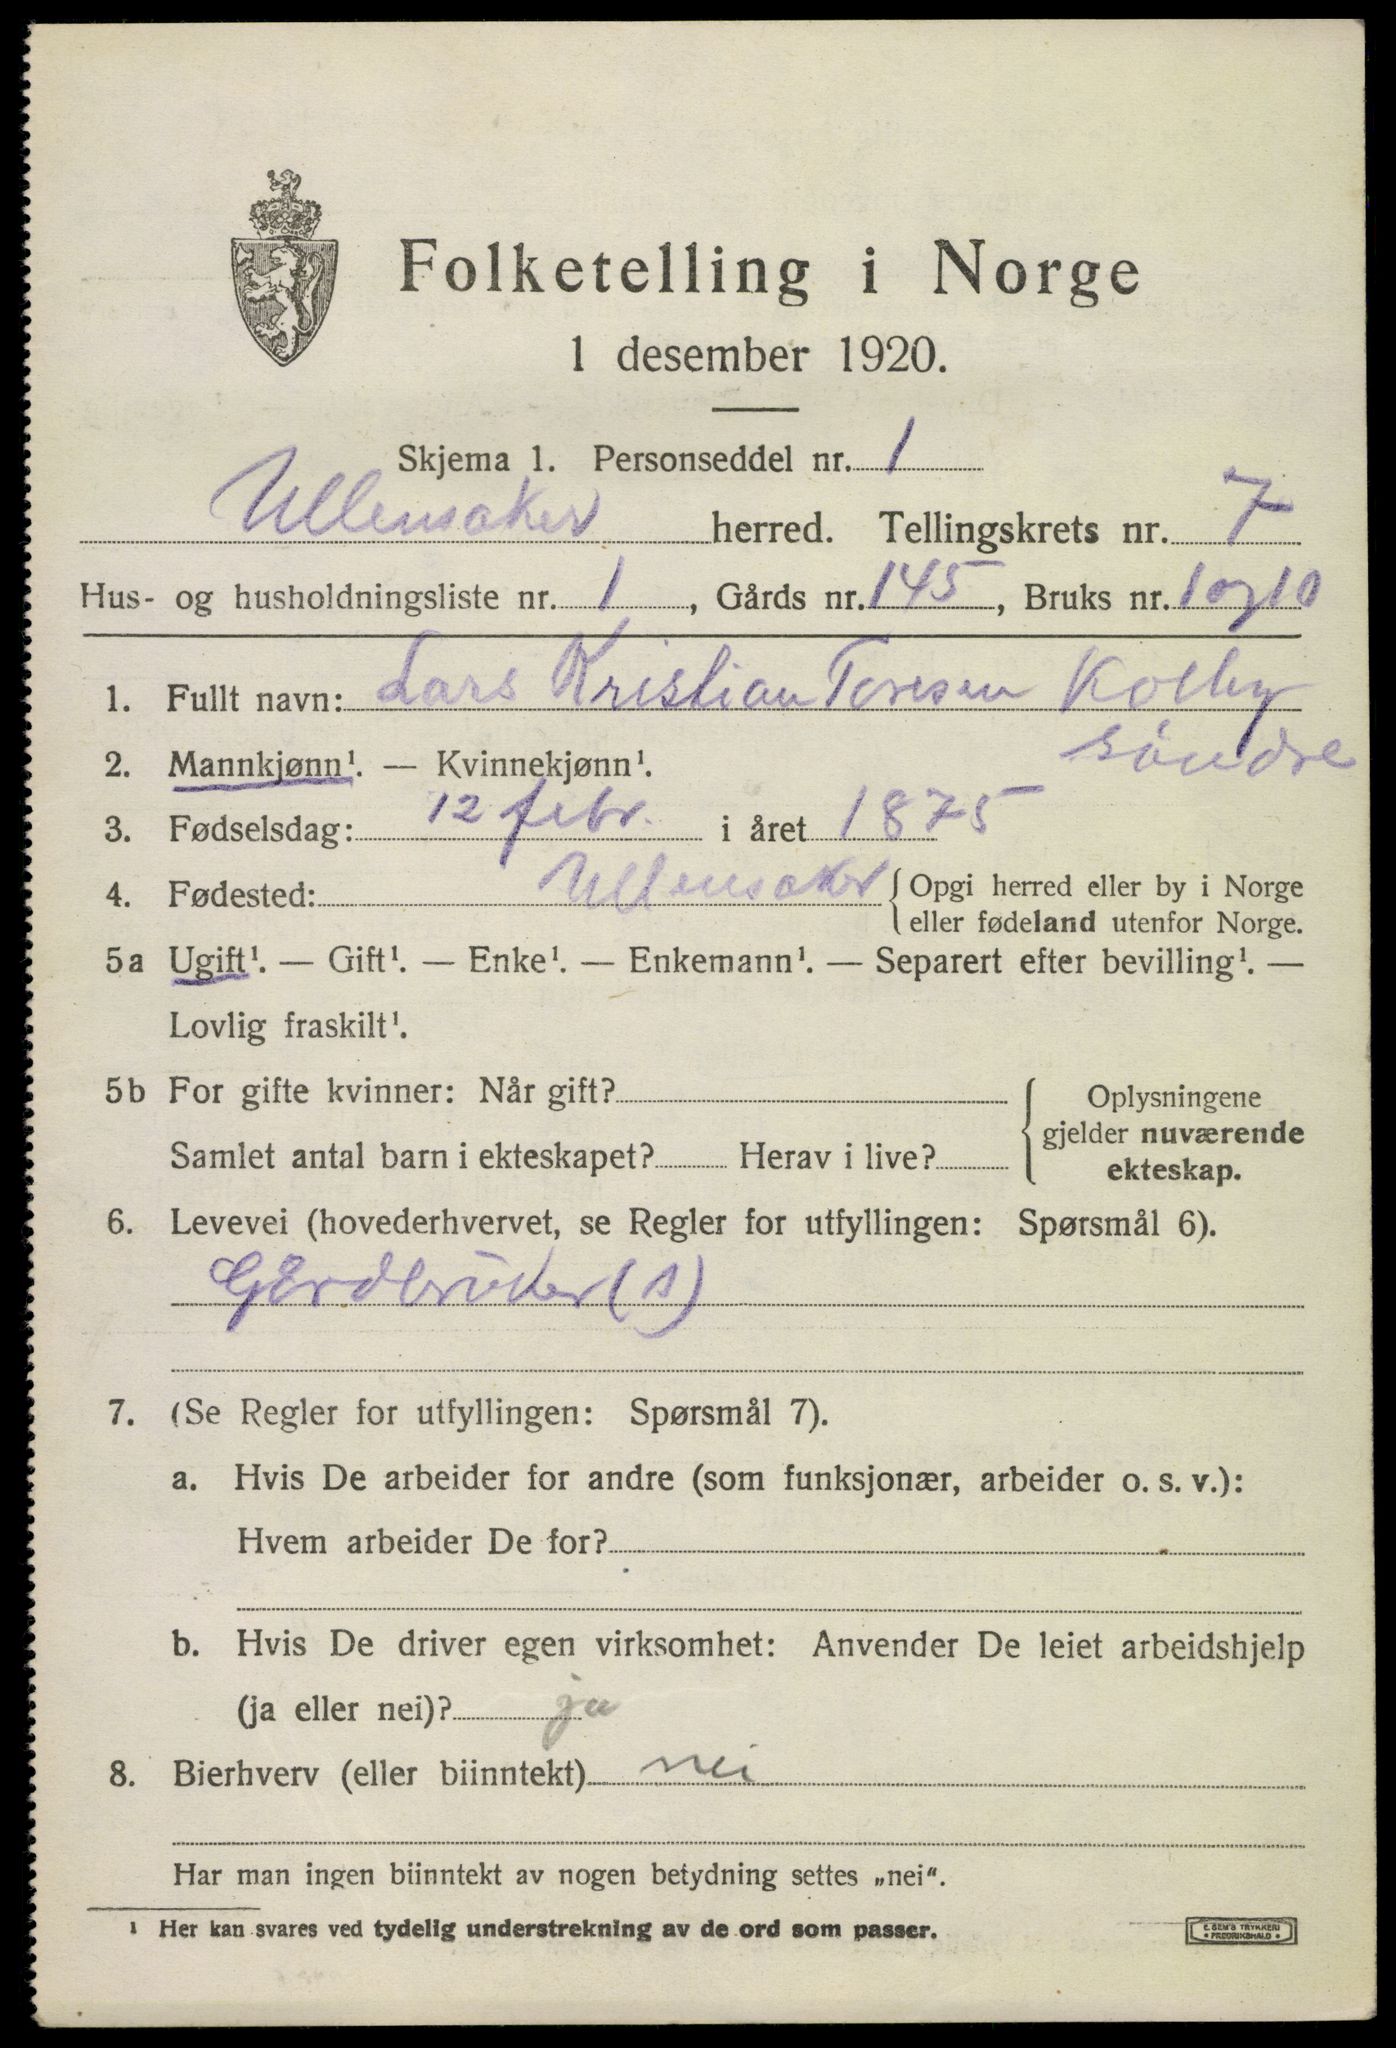 Folketelling i Norge
1 desember 1920.
Skjema 1. Personseddel nr. 1
Ullensaker herred. Tellingskrets nr. 7
Hus- og husholdningsliste nr. 1, Gårds nr. 145, Bruks nr. 1 og 10
1. Fullt navn: Lars Kristian Toresen Kolby
søndre
2. Mannkjønn¹. — Kvinnekjønn¹.
3. Fødselsdag: 12 febr. i året 1875
4. Fødested: Ullensaker { Opgi herred eller by i Norge
eller fødeland utenfor Norge.
5a Ugift¹. — Gift¹. — Enke¹. — Enkemann¹. — Separert efter bevilling¹. —
Lovlig fraskilt¹.
5b For gifte kvinner: Når gift? { Oplysningene
gjelder nuværende
Samlet antal barn i ekteskapet? Herav i live? ekteskap.
6. Levevei (hovederhvervet, se Regler for utfyllingen: Spørsmål 6).
Gårdbruker (s)
7. (Se Regler for utfyllingen: Spørsmål 7).
a. Hvis De arbeider for andre (som funksjonær, arbeider o. s. v.):
Hvem arbeider De for?
b. Hvis De driver egen virksomhet: Anvender De leiet arbeidshjelp
(ja eller nei)? ja
8. Bierhverv (eller biinntekt) nei
Har man ingen biinntekt av nogen betydning settes „nei“.
¹ Her kan svares ved tydelig understrekning av de ord som passer.
E. SEM'S TRYKKERI
• FREDRIKSHALD •